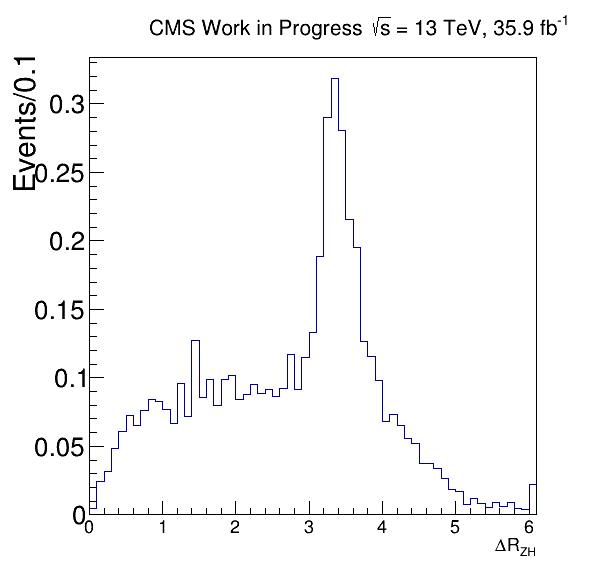 CMS Work in Progress √s = 13 TeV, 35.9 fb⁻¹
Events/0.1
0.3
0.25
0.2
0.15
0.1
0.05
0
0 1 2 3 4 5 6
ΔR_ZH